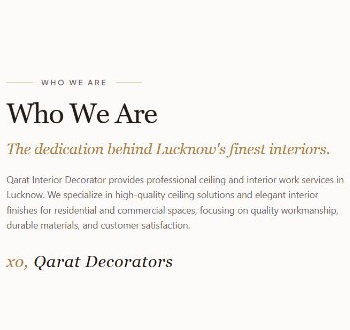 WHO WE ARE
Who We Are
The dedication behind Lucknow's finest interiors.
Qarat Interior Decorator provides professional ceiling and interior work services in
Lucknow. We specialize in high-quality ceiling solutions and elegant interior
finishes for residential and commercial spaces, focusing on quality workmanship,
durable materials, and customer satisfaction.
xo, Qarat Decorators